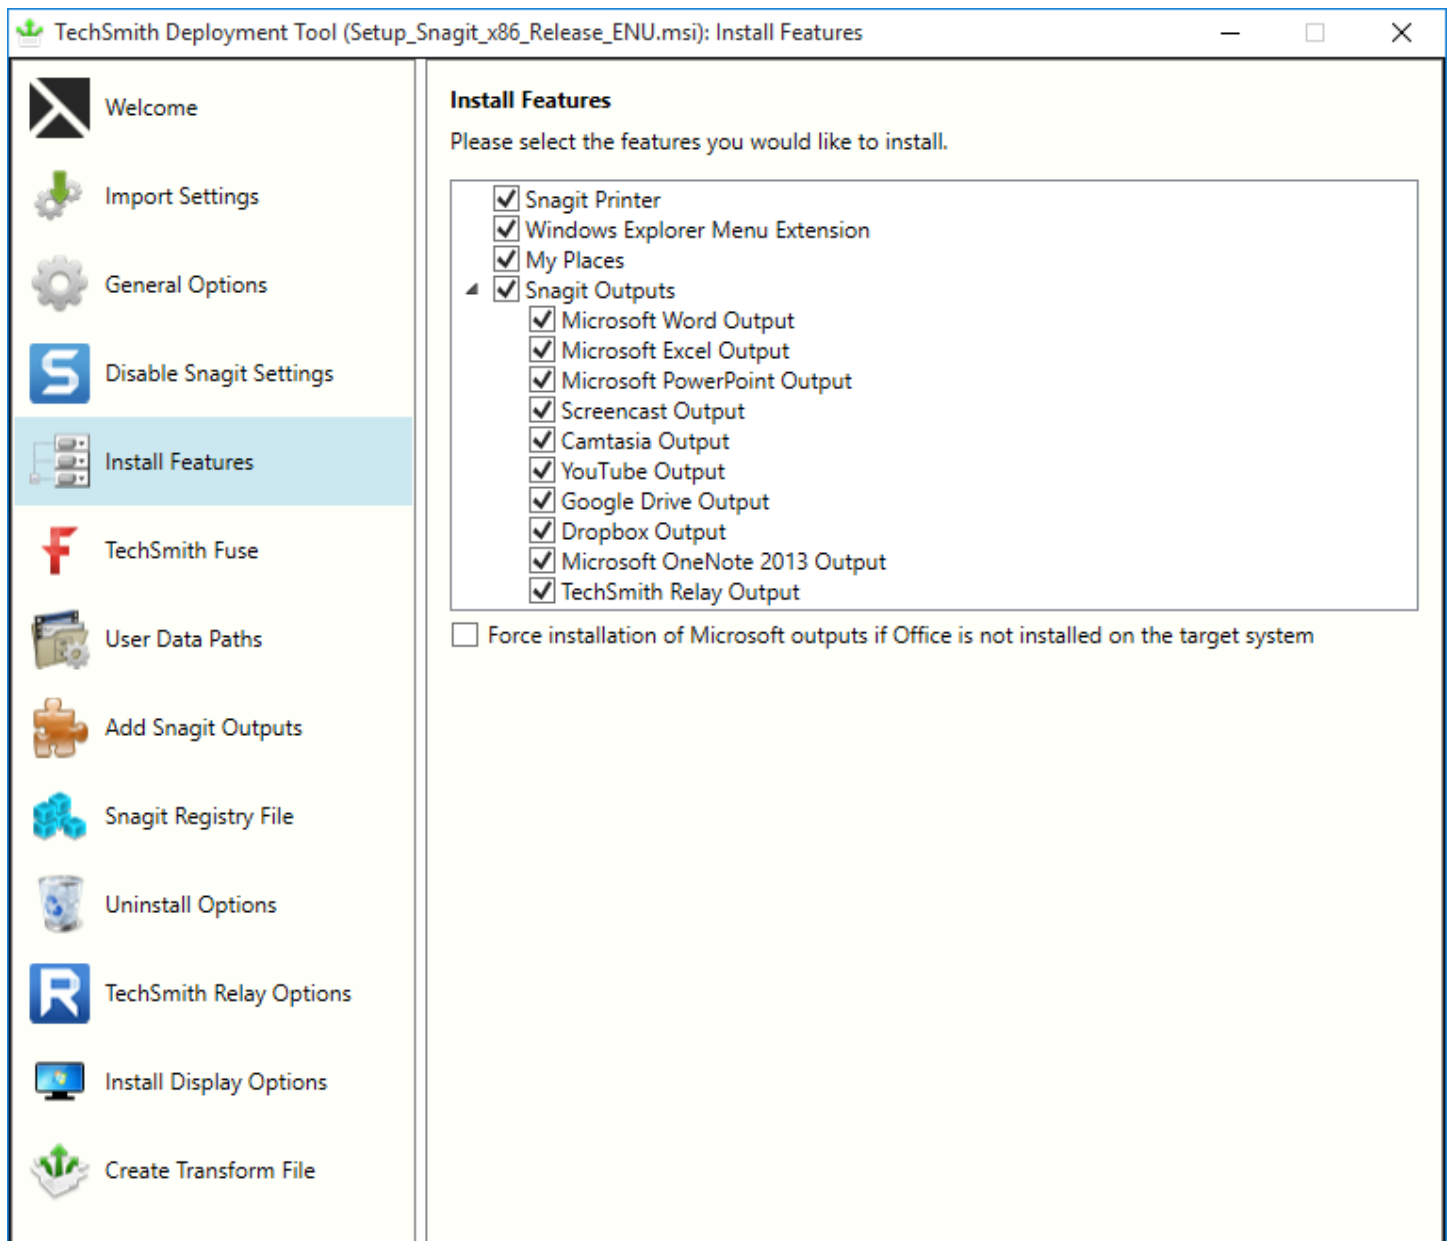 TechSmith Deployment Tool (Setup_Snagit_x86_Release_ENU.msi): Install Features
Welcome
Import Settings
General Options
Disable Snagit Settings
Install Features
TechSmith Fuse
User Data Paths
Add Snagit Outputs
Snagit Registry File
Uninstall Options
TechSmith Relay Options
Install Display Options
Create Transform File
Install Features
Please select the features you would like to install.
Snagit Printer
Windows Explorer Menu Extension
My Places
Snagit Outputs
Microsoft Word Output
Microsoft Excel Output
Microsoft PowerPoint Output
Screencast Output
Camtasia Output
YouTube Output
Google Drive Output
Dropbox Output
Microsoft OneNote 2013 Output
TechSmith Relay Output
Force installation of Microsoft outputs if Office is not installed on the target system